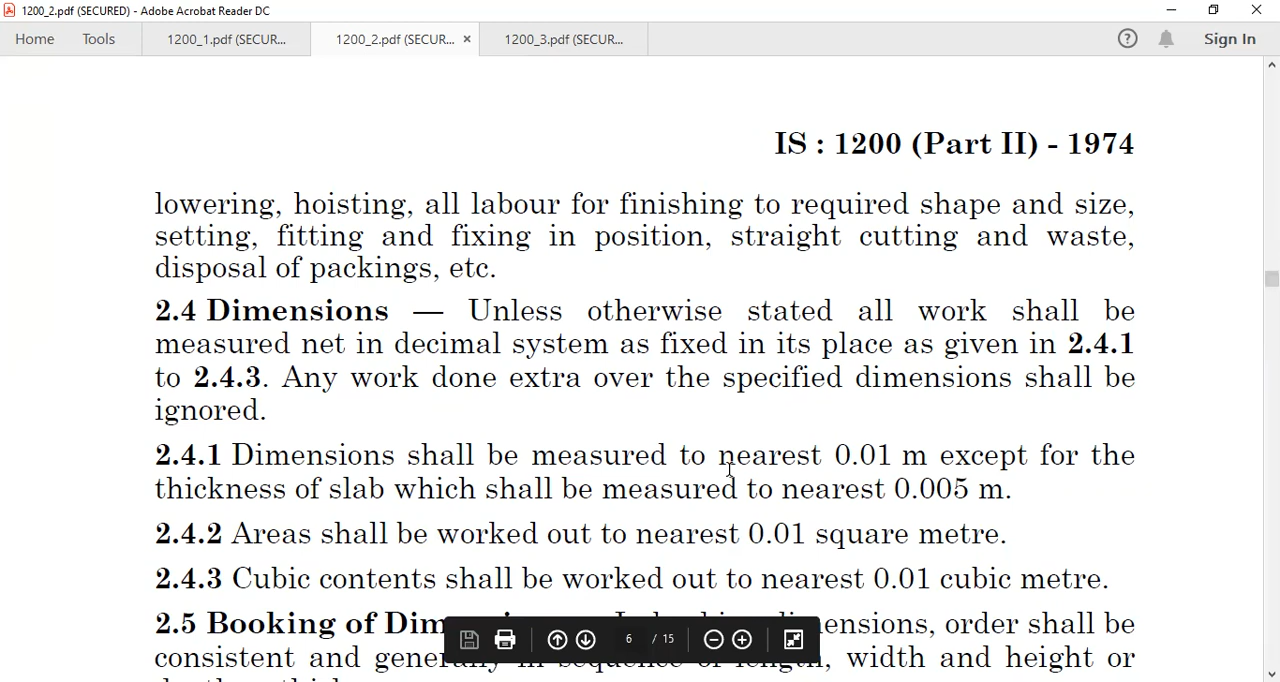 1200_2.pdf (SECURED) - Adobe Acrobat Reader DC
Home Tools 1200_1.pdf (SECUR... 1200_2.pdf (SECUR... × 1200_3.pdf (SECUR... ? Sign In
IS : 1200 (Part II) - 1974
lowering, hoisting, all labour for finishing to required shape and size,
setting, fitting and fixing in position, straight cutting and waste,
disposal of packings, etc.
2.4 Dimensions — Unless otherwise stated all work shall be
measured net in decimal system as fixed in its place as given in 2.4.1
to 2.4.3. Any work done extra over the specified dimensions shall be
ignored.
2.4.1 Dimensions shall be measured to nearest 0.01 m except for the
thickness of slab which shall be measured to nearest 0.005 m.
2.4.2 Areas shall be worked out to nearest 0.01 square metre.
2.4.3 Cubic contents shall be worked out to nearest 0.01 cubic metre.
2.5 Booking of order shall be
6 / 15
consistent and width and height or